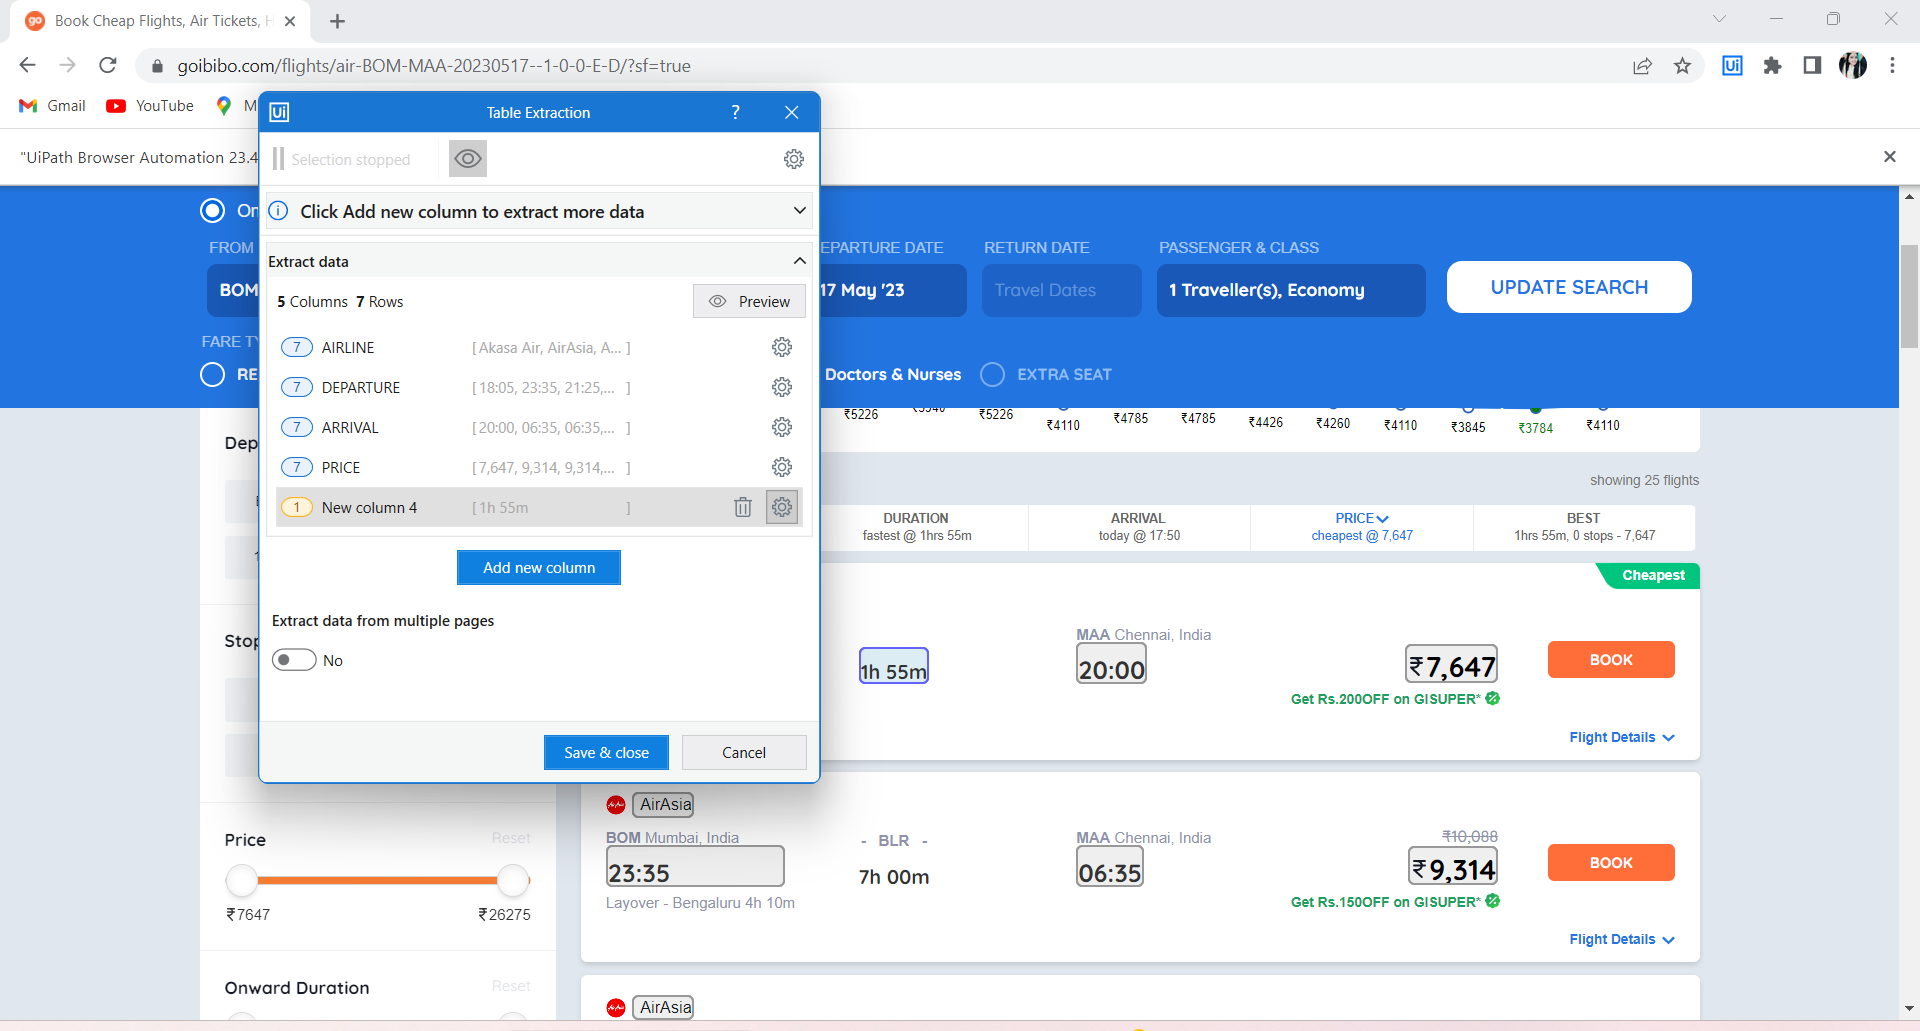 go Book Cheap Flights, Air Tickets, H
goibibo.com/flights/air-BOM-MAA-20230517--1-0-0-E-D/?sf=true
Ui
Gmail YouTube M
"UiPath Browser Automation 23.4
Ui Table Extraction ?
Selection stopped
Click Add new column to extract more data
Extract data
5 Columns 7 Rows
Preview
7 AIRLINE [ Akasa Air, AirAsia, A... ]
7 DEPARTURE [ 18:05, 23:35, 21:25,... ]
7 ARRIVAL [ 20:00, 06:35, 06:35,... ]
7 PRICE [ 7,647, 9,314, 9,314,... ]
1 New column 4 [ 1h 55m ]
Add new column
Extract data from multiple pages
No
Save & close Cancel
FROM EPARTURE DATE RETURN DATE PASSENGER & CLASS
BOM 17 May '23 Travel Dates 1 Traveller(s), Economy UPDATE SEARCH
FARE TY
RE Doctors & Nurses EXTRA SEAT
₹5226 ₹5940 ₹5226 ₹4110 ₹4785 ₹4785 ₹4426 ₹4260 ₹4110 ₹3845 ₹3784 ₹4110
Dep
showing 25 flights
DURATION ARRIVAL PRICE BEST
fastest @ 1hrs 55m today @ 17:50 cheapest @ 7,647 1hrs 55m, 0 stops - 7,647
Cheapest
Stop
MAA Chennai, India
1h 55m 20:00 ₹7,647 BOOK
Get Rs.200OFF on GISUPER*
Flight Details
AirAsia
BOM Mumbai, India - BLR - MAA Chennai, India ₹10,088
23:35 7h 00m 06:35 ₹9,314 BOOK
Layover - Bengaluru 4h 10m Get Rs.150OFF on GISUPER*
Flight Details
Price Reset
₹7647 ₹26275
Onward Duration Reset
AirAsia